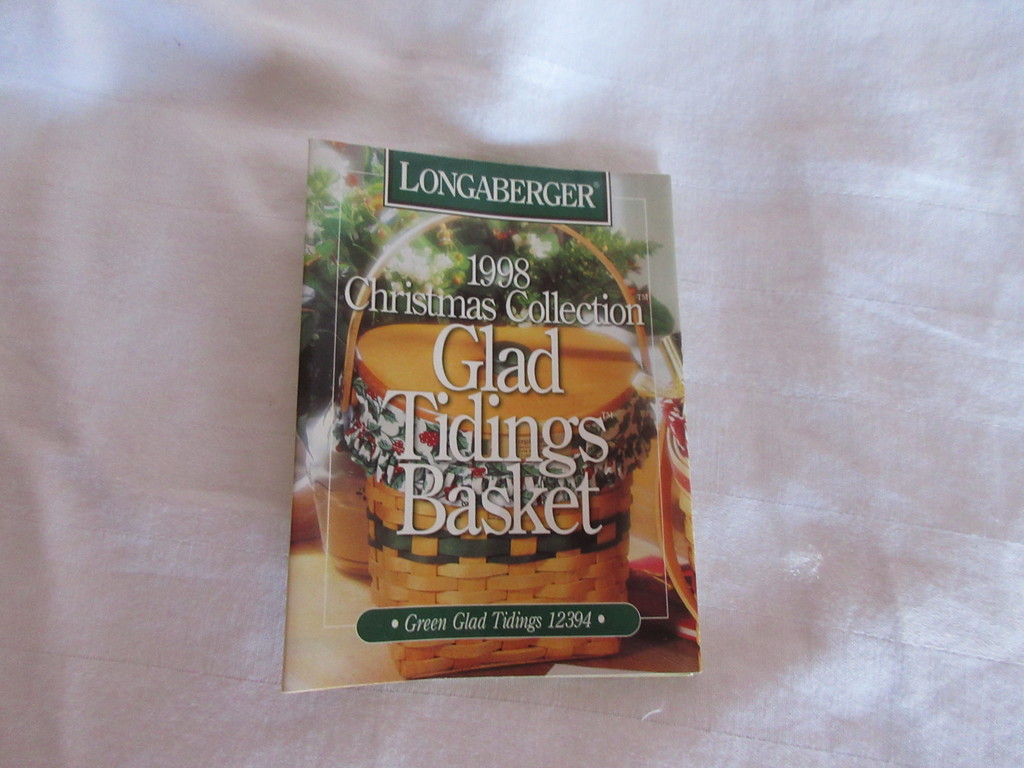 LONGABERGER®
1998
Christmas Collection™
Glad
Tidings™
Basket
• Green Glad Tidings 12394 •